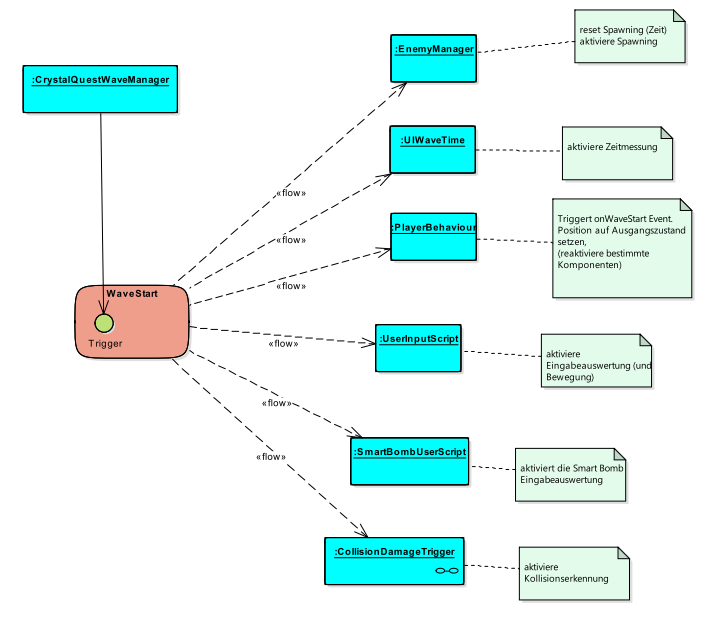 :CrystalQuestWaveManager
WaveStart
Trigger
«flow»
«flow»
«flow»
«flow»
«flow»
«flow»
:EnemyManager
reset Spawning (Zeit)
aktiviere Spawning
:UIWaveTime
aktiviere Zeitmessung
:PlayerBehaviour
Triggert onWaveStart Event.
Position auf Ausgangszustand
setzen,
(reaktiviere bestimmte
Komponenten)
:UserInputScript
aktiviere
Eingabeauswertung (und
Bewegung)
:SmartBombUserScript
aktiviert die Smart Bomb
Eingabeauswertung
:CollisionDamageTrigger
aktiviere
Kollisionserkennung